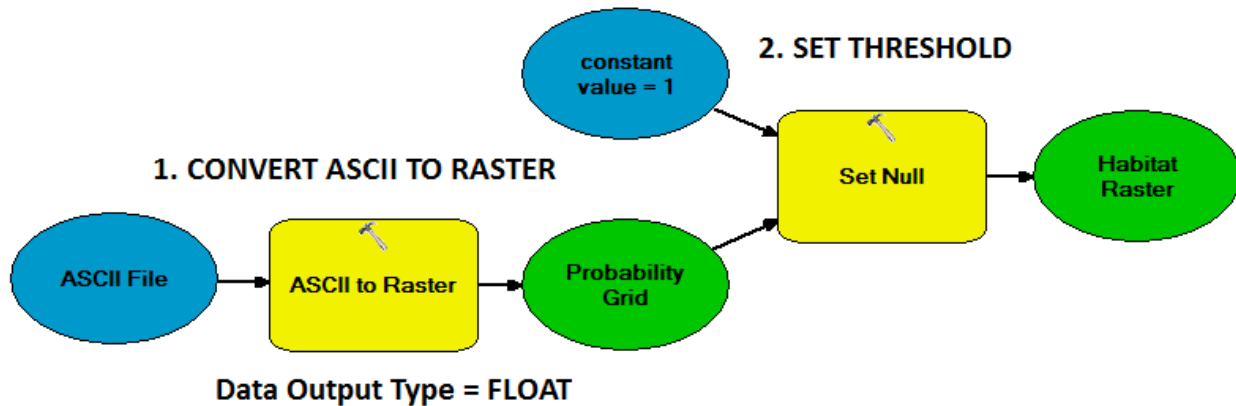 constant
value = 1
2. SET THRESHOLD
1. CONVERT ASCII TO RASTER
Set Null
Habitat
Raster
ASCII File
ASCII to Raster
Probability
Grid
Data Output Type = FLOAT